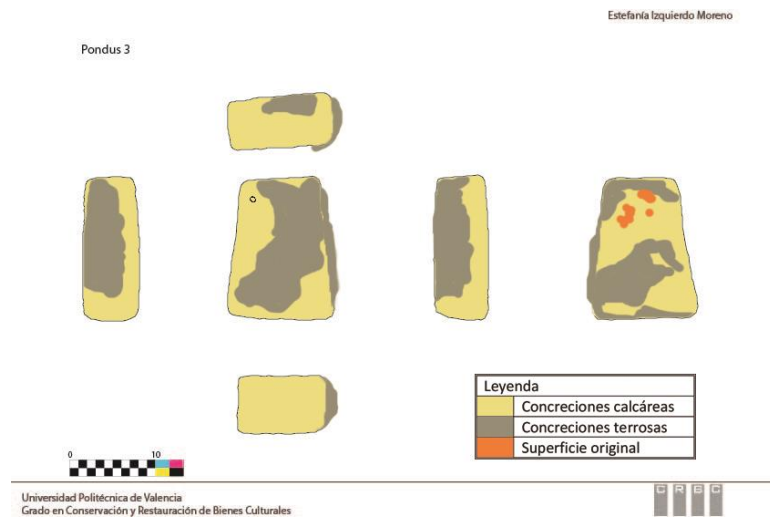 Estefanía Izquierdo Moreno
Pondus 3
Leyenda
Concreciones calcáreas
Concreciones terrosas
Superficie original
0 10
Universidad Politécnica de Valencia
Grado en Conservación y Restauración de Bienes Culturales
C R B C